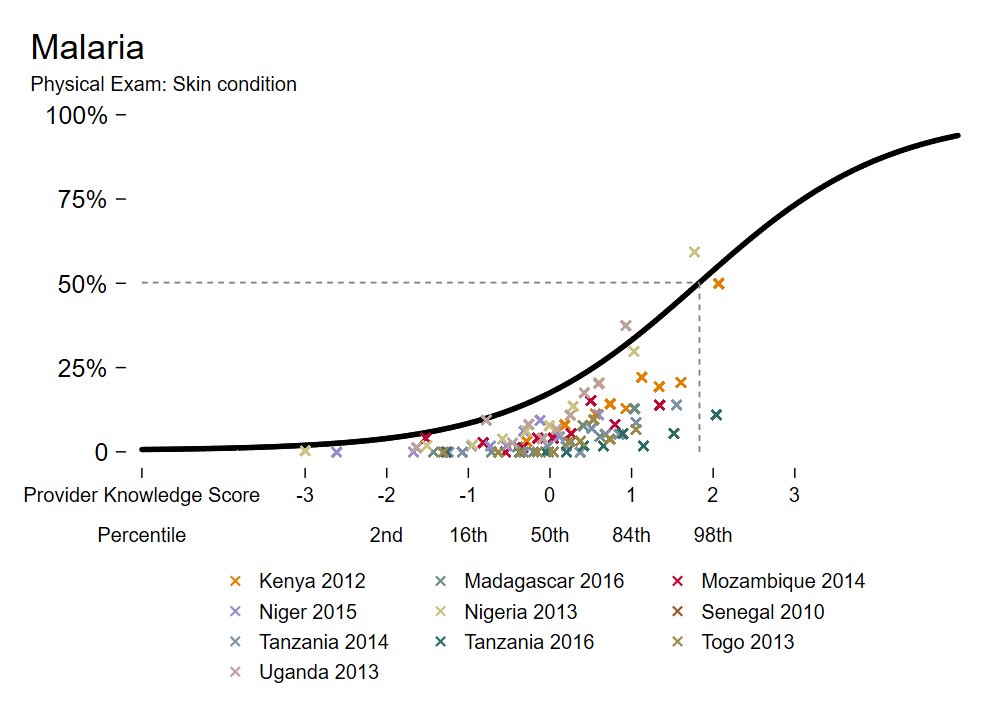 Malaria
Physical Exam: Skin condition
100%
75%
50%
25%
0
Provider Knowledge Score -3 -2 -1 0 1 2 3
Percentile 2nd 16th 50th 84th 98th
Kenya 2012 Madagascar 2016 Mozambique 2014
Niger 2015 Nigeria 2013 Senegal 2010
Tanzania 2014 Tanzania 2016 Togo 2013
Uganda 2013